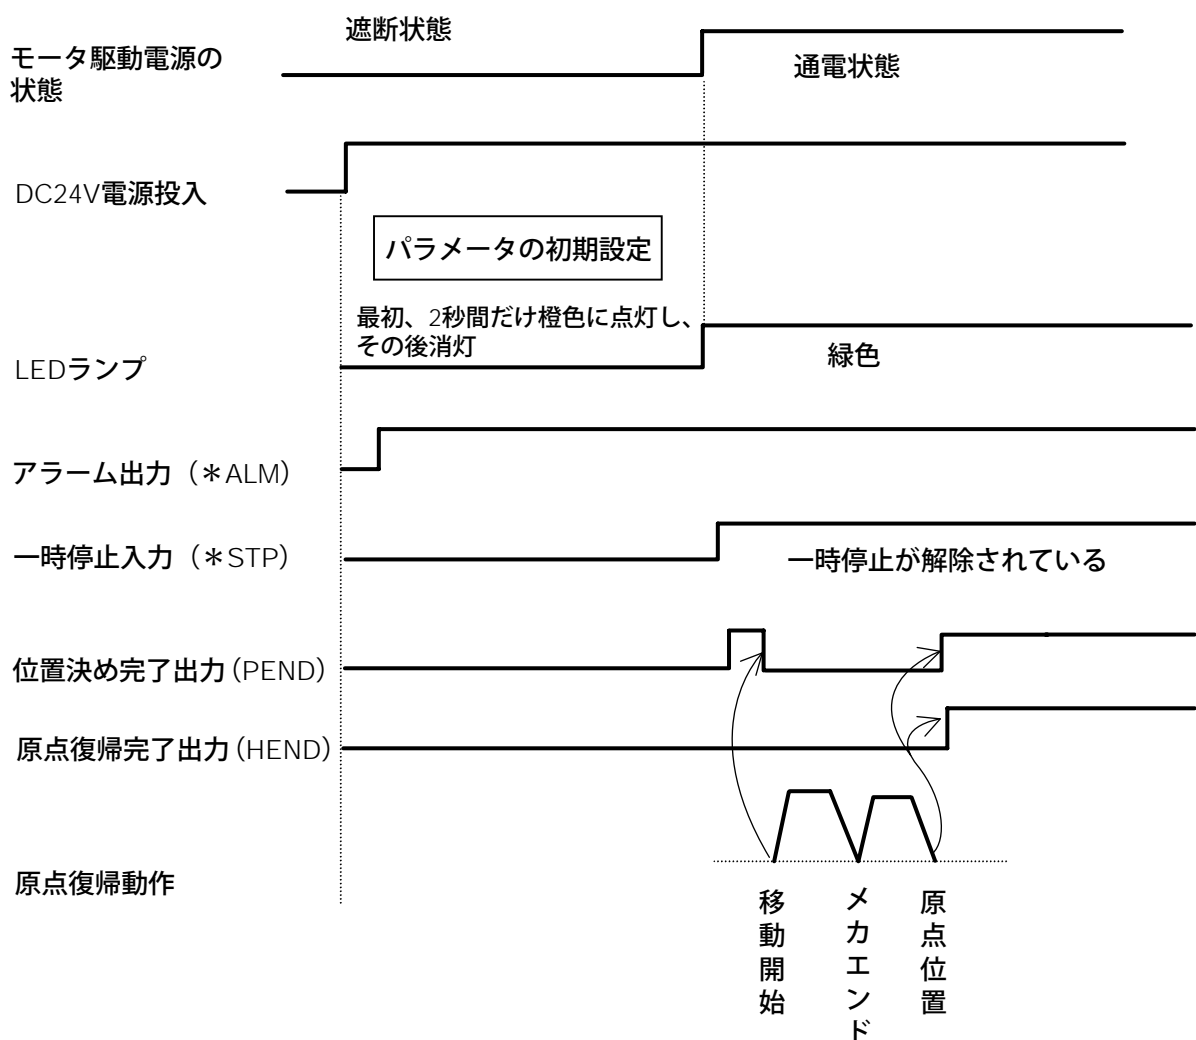 遮断状態
モータ駆動電源の
状態
通電状態
DC24V電源投入
パラメータの初期設定
最初、2秒間だけ橙色に点灯し、
その後消灯
LEDランプ
緑色
アラーム出力（＊ALM）
一時停止入力（＊STP）
一時停止が解除されている
位置決め完了出力（PEND）
原点復帰完了出力（HEND）
原点復帰動作
移動開始
メカエンド
原点位置